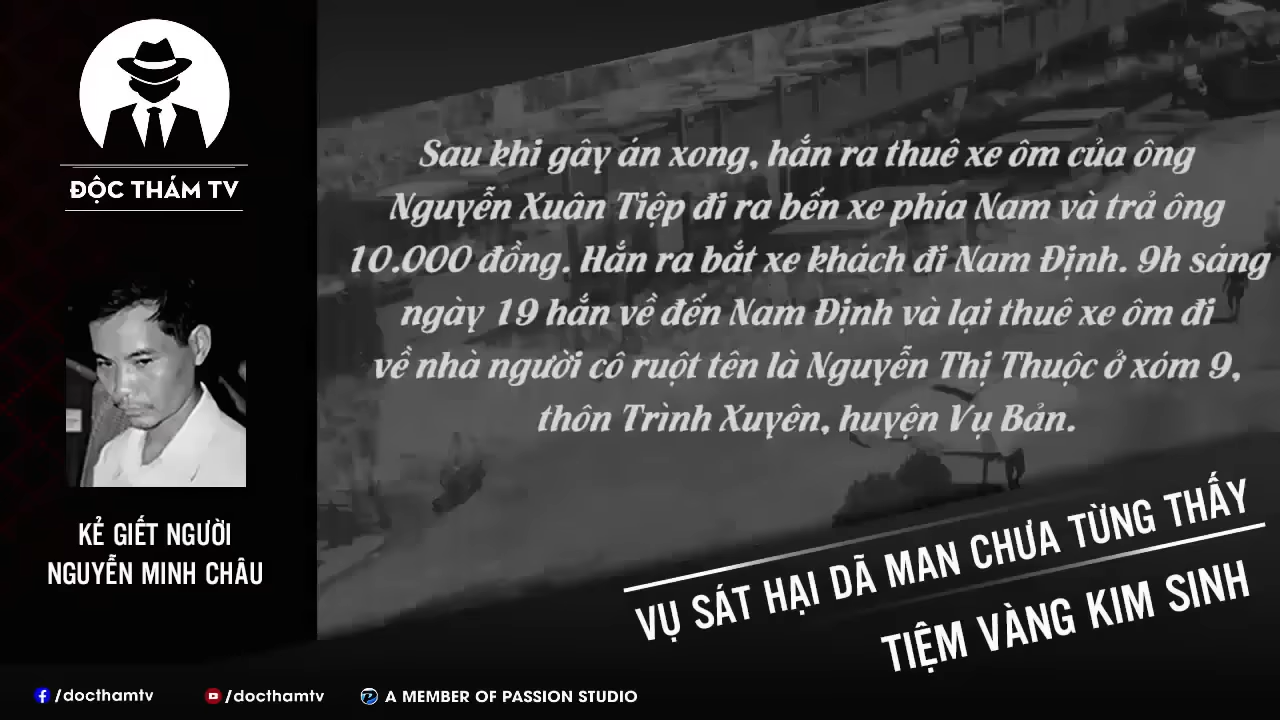 ĐỘC THÁM TV
KẺ GIẾT NGƯỜI
NGUYỄN MINH CHÂU
Sau khi gây án xong, hắn ra thuê xe ôm của ông
Nguyễn Xuân Tiệp đi ra bến xe phía Nam và trả ông
10.000 đồng. Hắn ra bắt xe khách đi Nam Định. 9h sáng
ngày 19 hắn về đến Nam Định và lại thuê xe ôm đi
về nhà người cô ruột tên là Nguyễn Thị Thuộc ở xóm 9,
thôn Trình Xuyên, huyện Vụ Bản.
VỤ SÁT HẠI DÃ MAN CHƯA TỪNG THẤY
TIỆM VÀNG KIM SINH
/docthamtv
/docthamtv
A MEMBER OF PASSION STUDIO